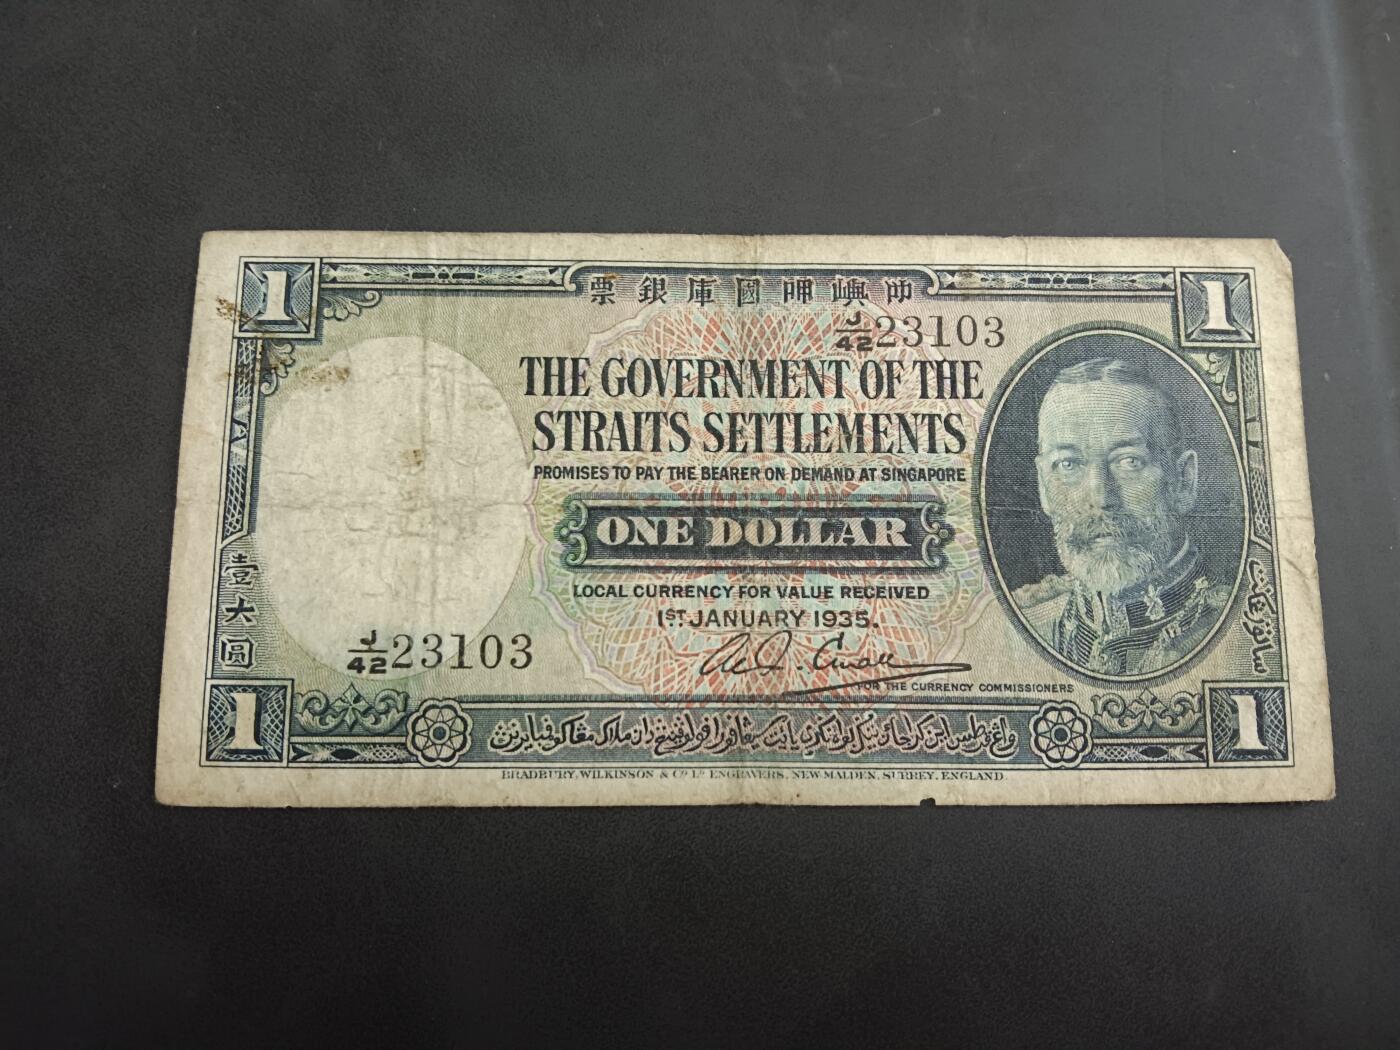 1
票銀庫國呷嶼叻
1
J/42 23103
THE GOVERNMENT OF THE
STRAITS SETTLEMENTS
PROMISES TO PAY THE BEARER ON DEMAND AT SINGAPORE
ONE DOLLAR
LOCAL CURRENCY FOR VALUE RECEIVED
1ST JANUARY 1935.
壹大圓
J/42 23103
FOR THE CURRENCY COMMISSIONERS
1
1
BRADBURY, WILKINSON & Co Ld ENGRAVERS, NEW MALDEN, SURREY, ENGLAND